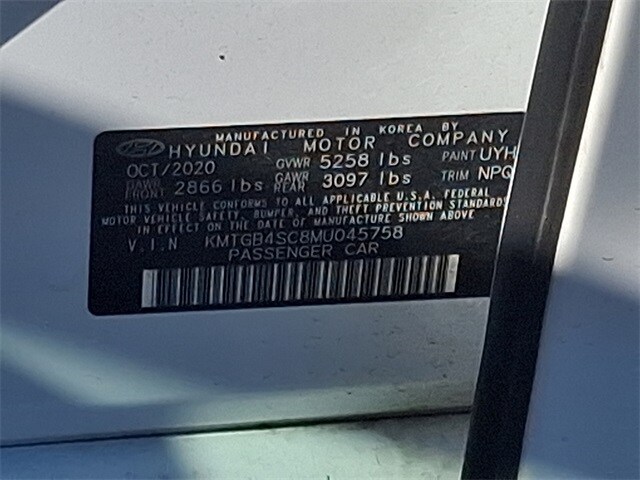 MANUFACTURED IN KOREA BY
HYUNDAI MOTOR COMPANY
OCT/2020 GVWR 5258 lbs PAINT UYH
GAWR FRONT 2866 lbs GAWR REAR 3097 lbs TRIM NPQ
THIS VEHICLE CONFORMS TO ALL APPLICABLE U.S.A. FEDERAL
MOTOR VEHICLE SAFETY, BUMPER, AND THEFT PREVENTION STANDARDS
IN EFFECT ON THE DATE OF MANUFACTURE SHOWN ABOVE.
V.I.N KMTGB4SC8MU045758
PASSENGER CAR